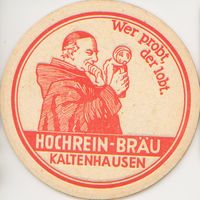 Wer probt,
der lobt.
HOCHREIN-BRÄU
KALTENHAUSEN